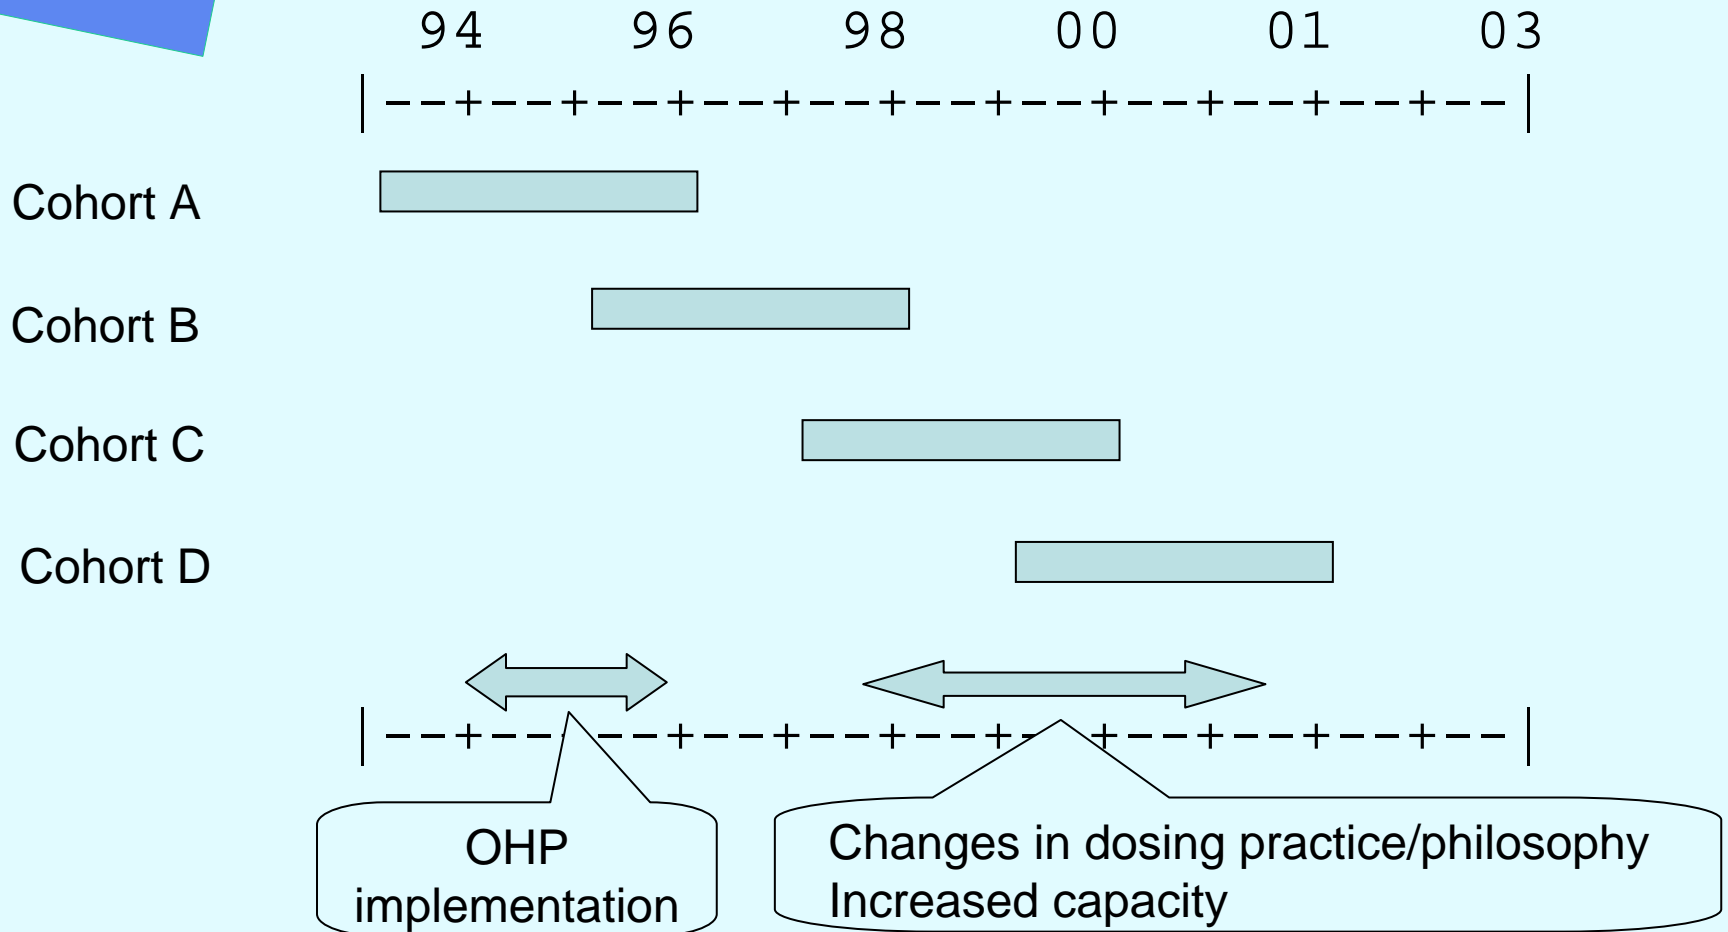 94 96 98 00 01 03
|--+--+--+--+--+--+--+--+--+--+--|
Cohort A
Cohort B
Cohort C
Cohort D
|--+-- --+--+--+--+--+--+--+--+--|
OHP
implementation
Changes in dosing practice/philosophy
Increased capacity